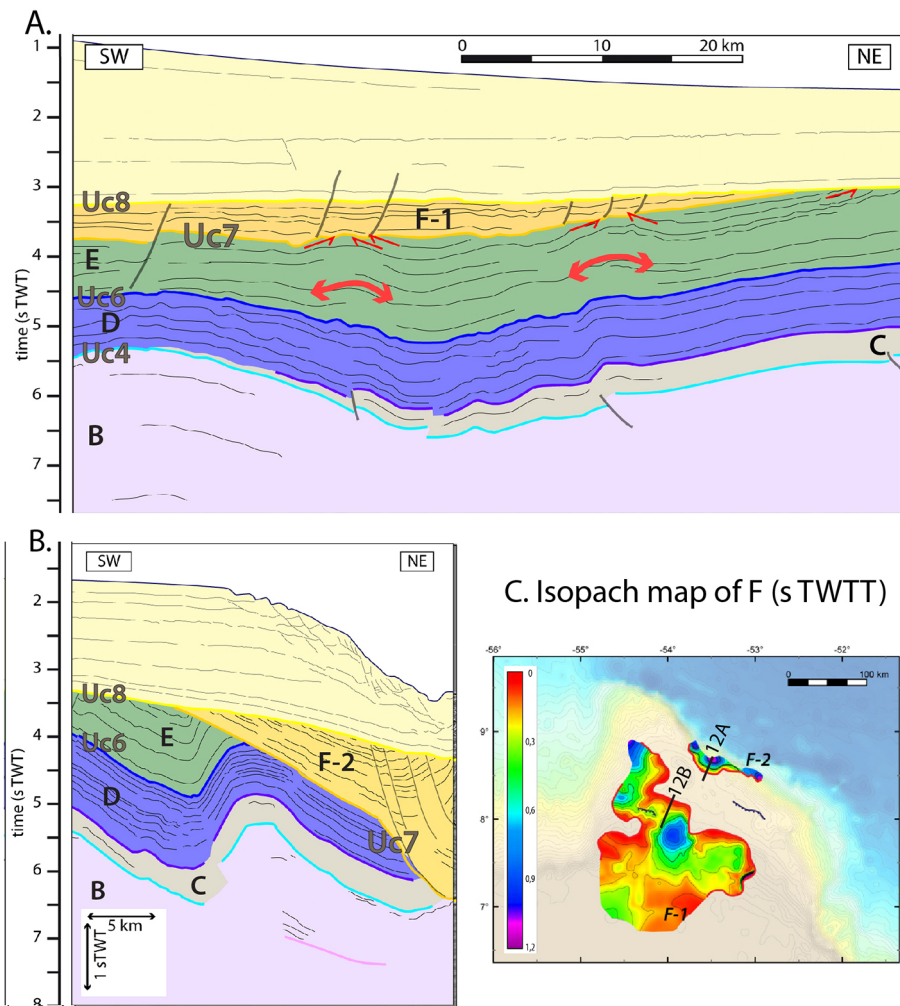 A.
0 10 20 km
SW NE
1
2
3
4
5
6
7
time (s TWT)
Uc8
F-1
Uc7
E
Uc6
D
Uc4
C
B
B.
SW NE
2
3
4
5
6
7
8
time (s TWT)
Uc8
E
Uc6
F-2
D
Uc7
B
C
5 km
1 sTWT
C. Isopach map of F (s TWTT)
-56° -55° -54° -53° -52°
0 100 km
0
0,3
0,6
0,9
1,2
9°
8°
7°
12A
F-2
12B
F-1